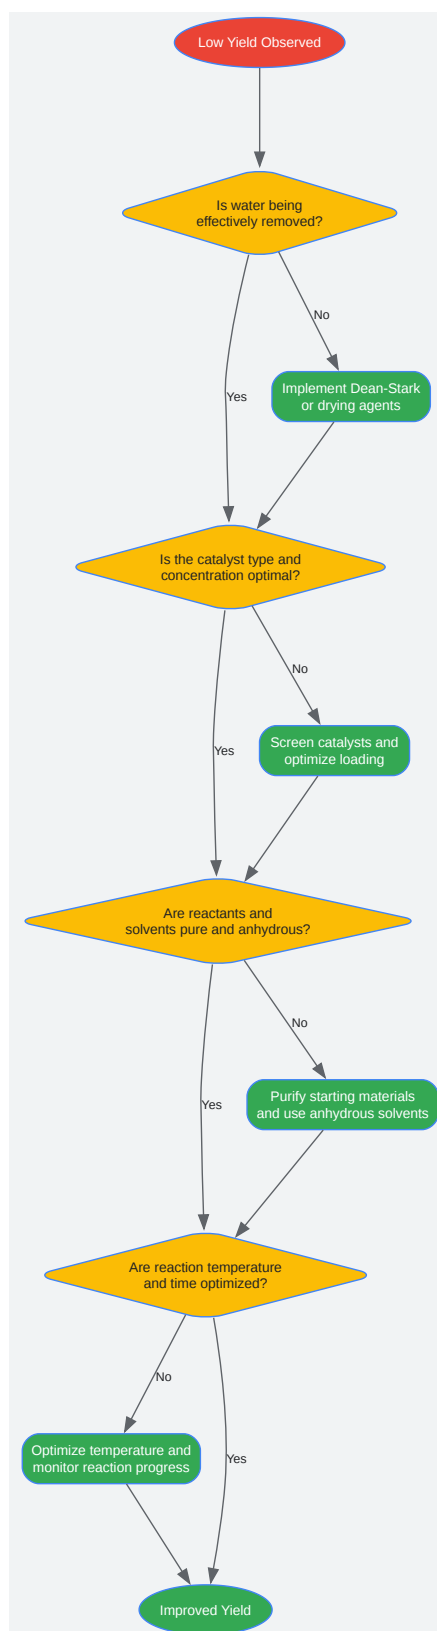 Low Yield Observed
Is water being
effectively removed?
No
Implement Dean-Stark
or drying agents
Yes
Is the catalyst type and
concentration optimal?
No
Screen catalysts and
optimize loading
Yes
Are reactants and
solvents pure and anhydrous?
No
Purify starting materials
and use anhydrous solvents
Yes
Are reaction temperature
and time optimized?
No
Optimize temperature and
monitor reaction progress
Yes
Improved Yield